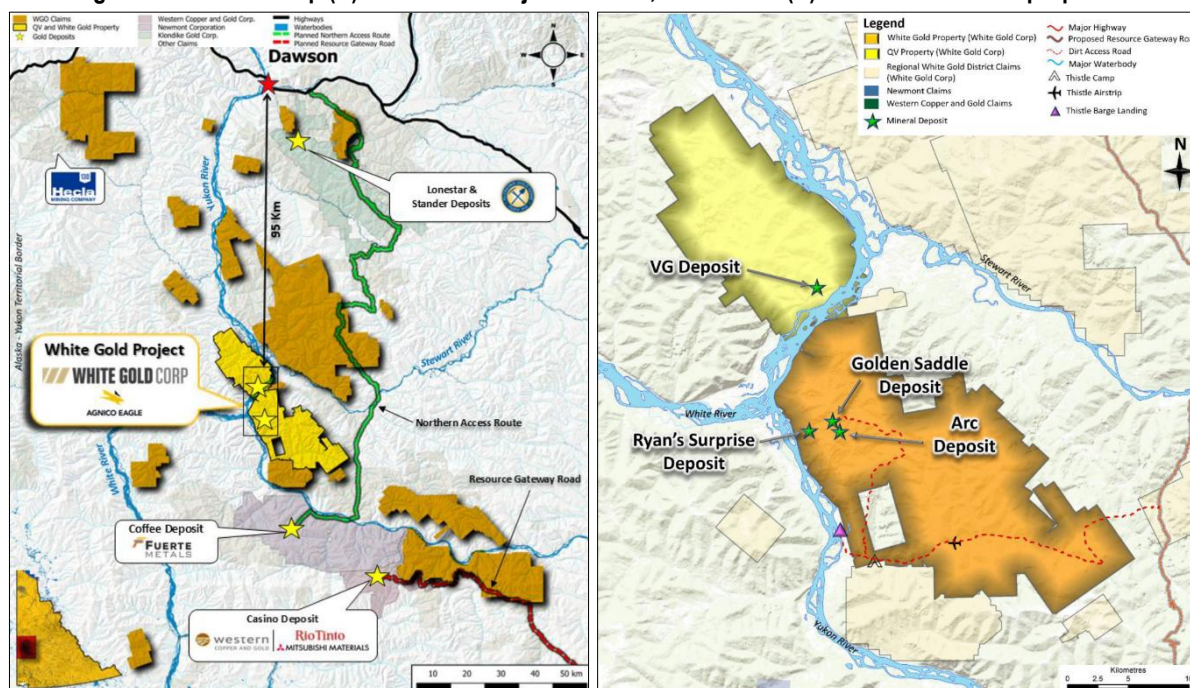 WGO Claims
QV and White Gold Property
Gold Deposits
Western Copper and Gold Corp.
Newmont Corporation
Klondike Gold Corp.
Other Claims
Highways
Waterbodies
Planned Northern Access Route
Planned Resource Gateway Road
Dawson
Hecla
MINING COMPANY
Yukon River
95 Km
Lonestar &
Stander Deposits
Alaska - Yukon Territorial Border
White Gold Project
WHITE GOLD CORP
AGNICO EAGLE
Stewart River
Northern Access Route
White River
Resource Gateway Road
Coffee Deposit
FUERTE
METALS
Casino Deposit
western
COPPER AND GOLD
RioTinto
MITSUBISHI MATERIALS
10 20 30 40 50 km
Legend
White Gold Property (White Gold Corp)
QV Property (White Gold Corp)
Regional White Gold District Claims
(White Gold Corp)
Newmont Claims
Western Copper and Gold Claims
Mineral Deposit
Major Highway
Proposed Resource Gateway Road
Dirt Access Road
Major Waterbody
Thistle Camp
Thistle Airstrip
Thistle Barge Landing
N
VG Deposit
Stewart River
Golden Saddle
Deposit
White River
Ryan's Surprise
Deposit
Arc
Deposit
Yukon River
Kilometres
0 2.5 5 10